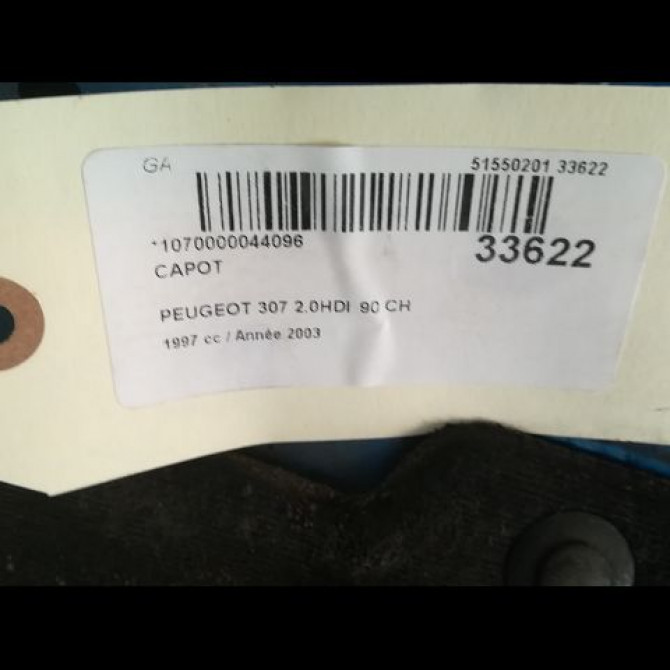 GA 51550201 33622
*1070000044096 33622
CAPOT
PEUGEOT 307 2.0HDI 90 CH
1997 cc / Année 2003